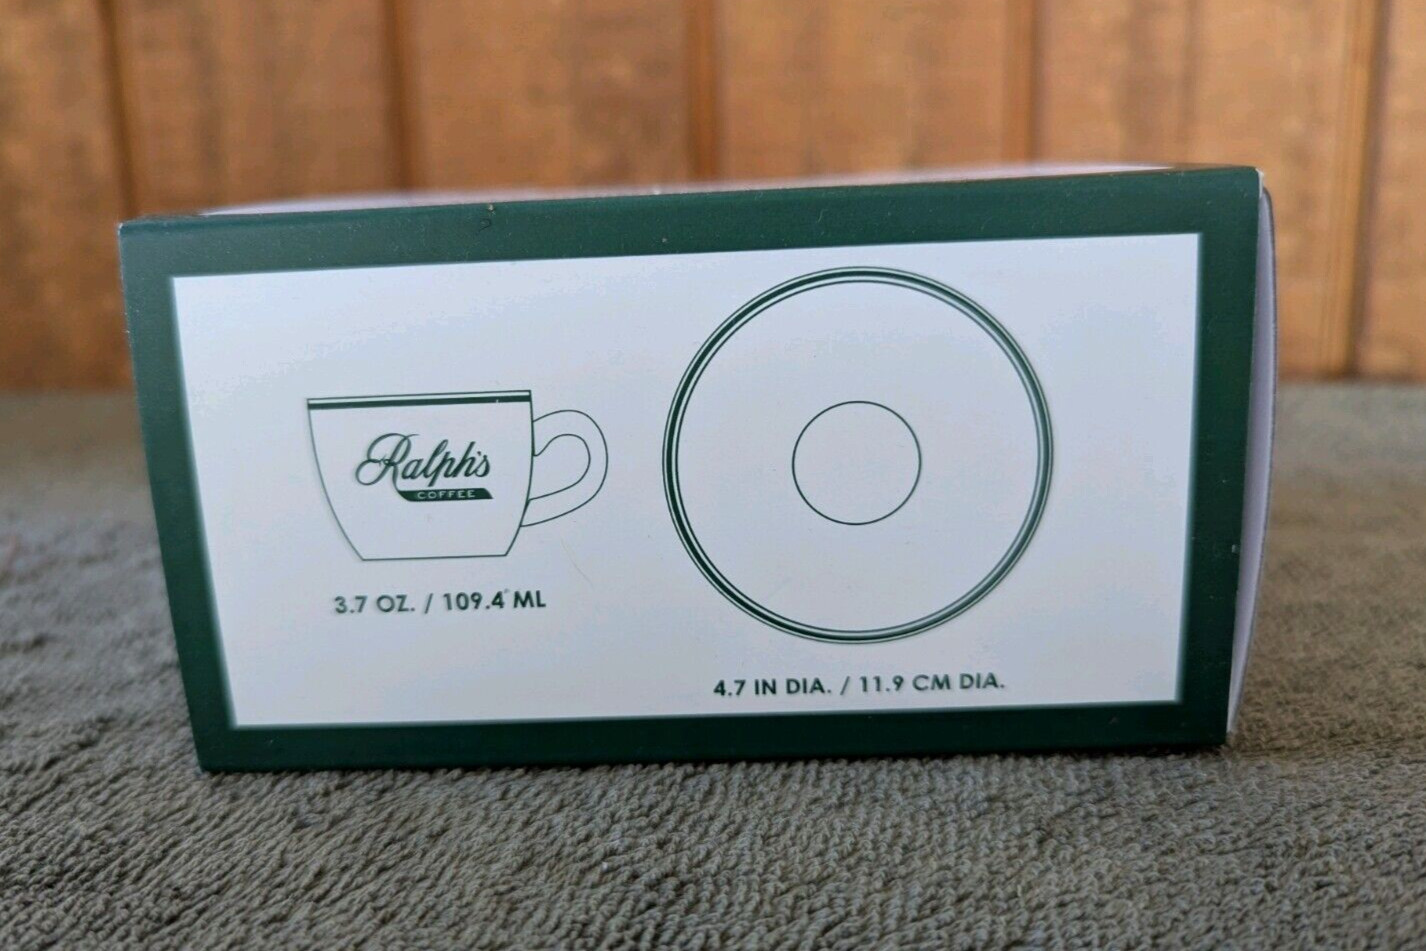 Ralph's
COFFEE
3.7 OZ. / 109.4 ML
4.7 IN DIA. / 11.9 CM DIA.